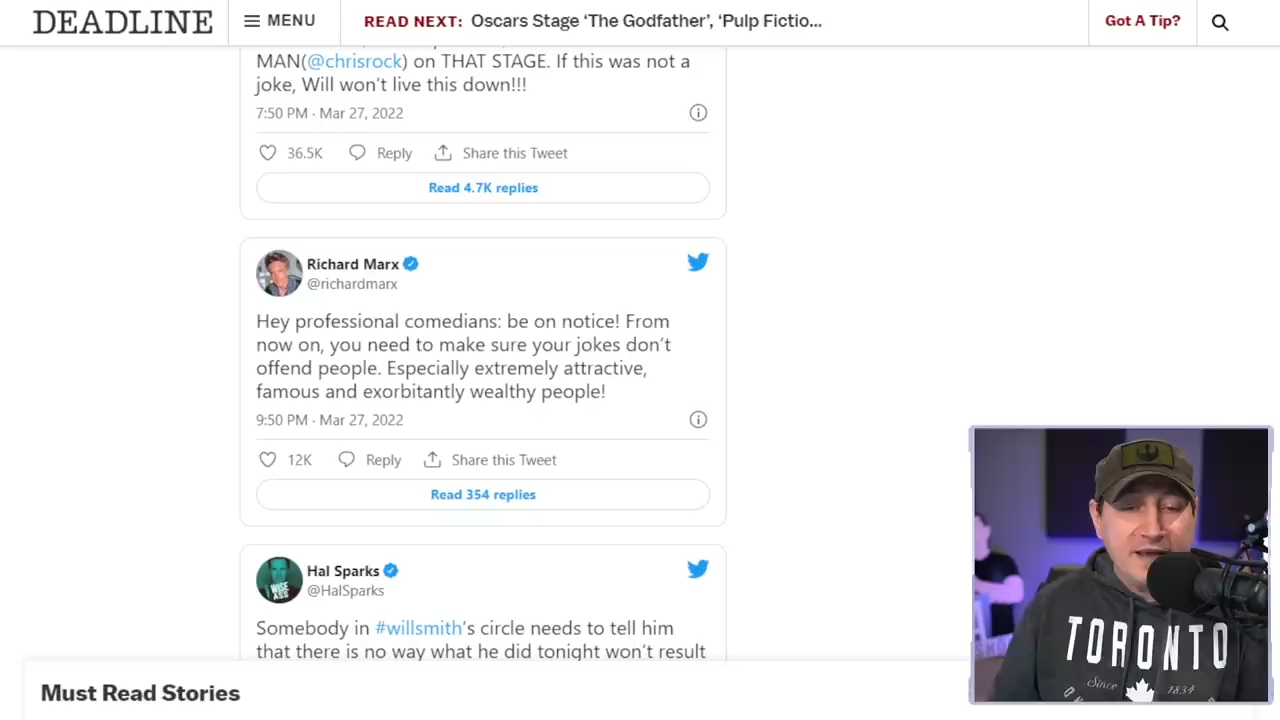 DEADLINE
MENU
READ NEXT: Oscars Stage ‘The Godfather’, ‘Pulp Fictio...
Got A Tip?
MAN(@chrisrock) on THAT STAGE. If this was not a
joke, Will won’t live this down!!!
7:50 PM · Mar 27, 2022
36.5K Reply Share this Tweet
Read 4.7K replies
Richard Marx
@richardmarx
Hey professional comedians: be on notice! From
now on, you need to make sure your jokes don’t
offend people. Especially extremely attractive,
famous and exorbitantly wealthy people!
9:50 PM · Mar 27, 2022
12K Reply Share this Tweet
Read 354 replies
WISE
ASS
Hal Sparks
@HalSparks
Somebody in #willsmith’s circle needs to tell him
that there is no way what he did tonight won’t result
Must Read Stories
TORONTO
Since 1834